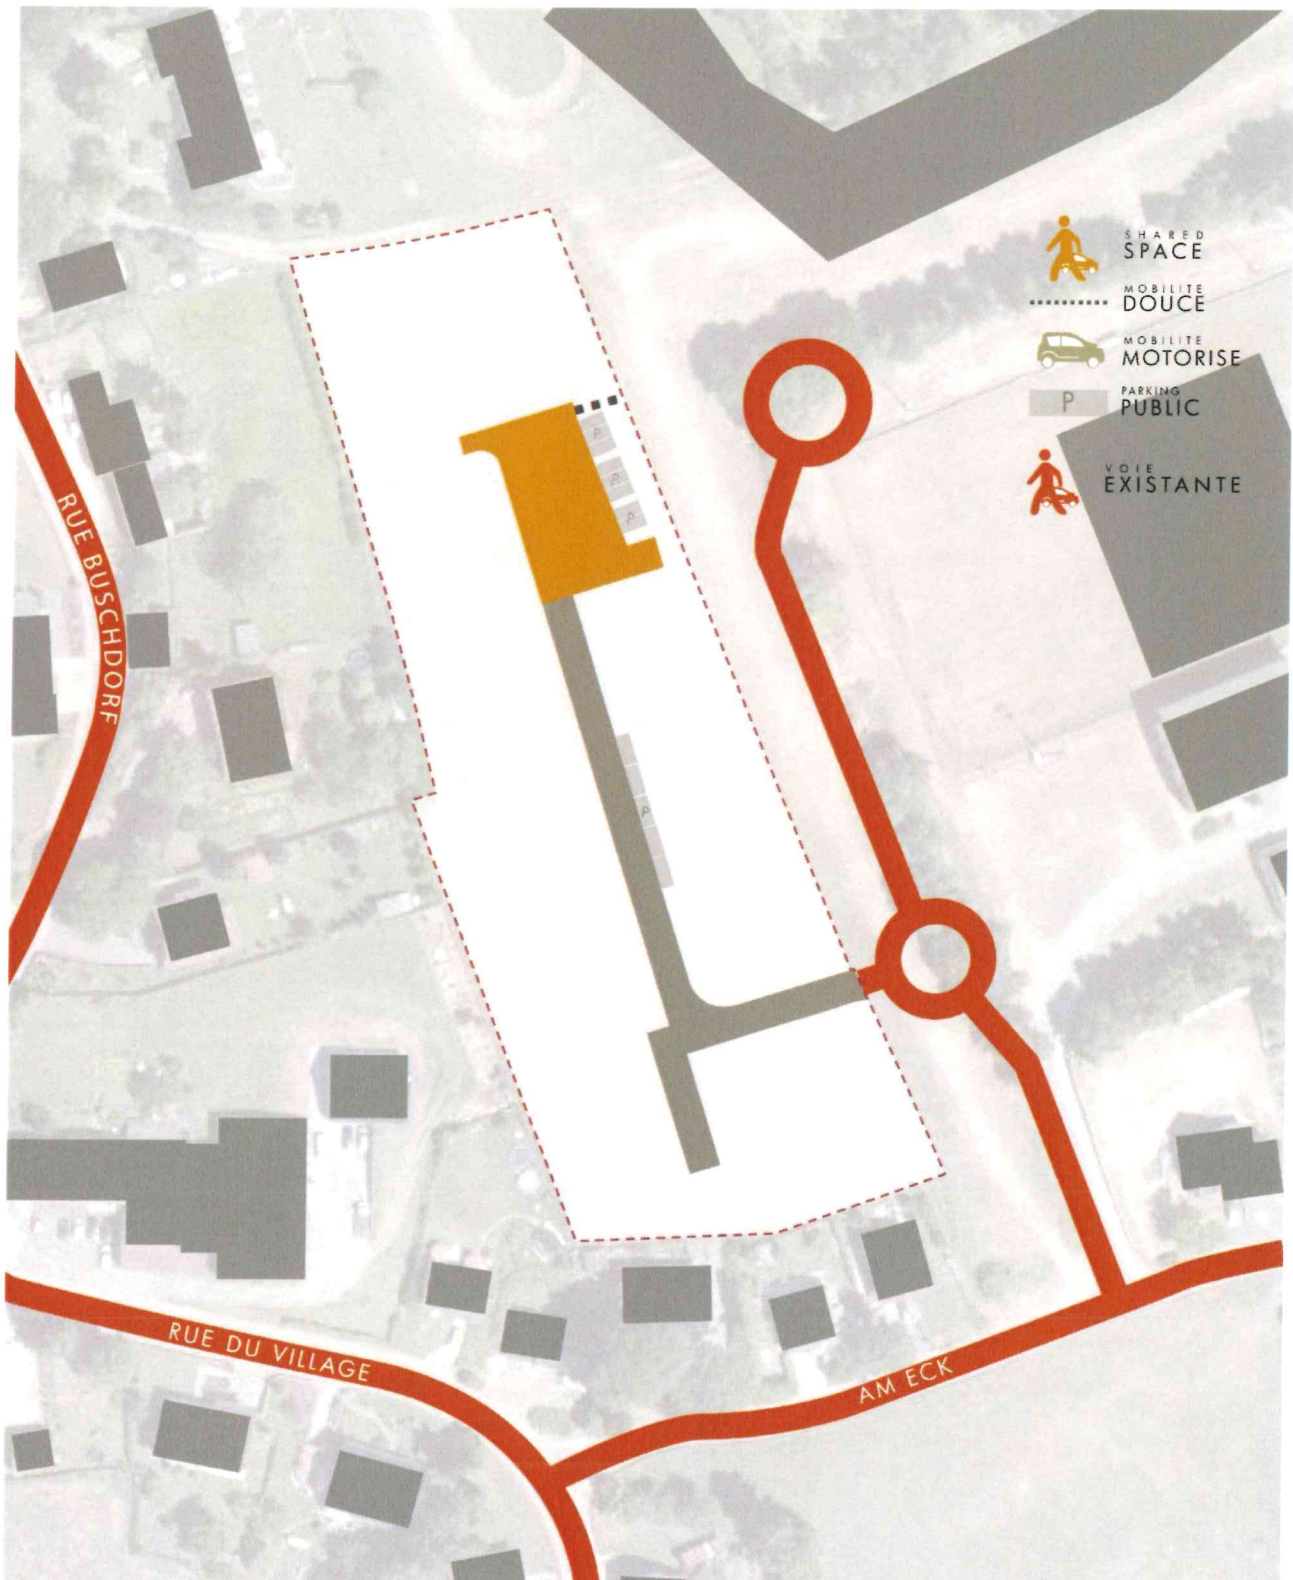 SHARED
SPACE
MOBILITE
DOUCE
MOBILITE
MOTORISE
P
PARKING
PUBLIC
VOIE
EXISTANTE
P
P
P
RUE BUSCHDORF
P
RUE DU VILLAGE
AM ECK